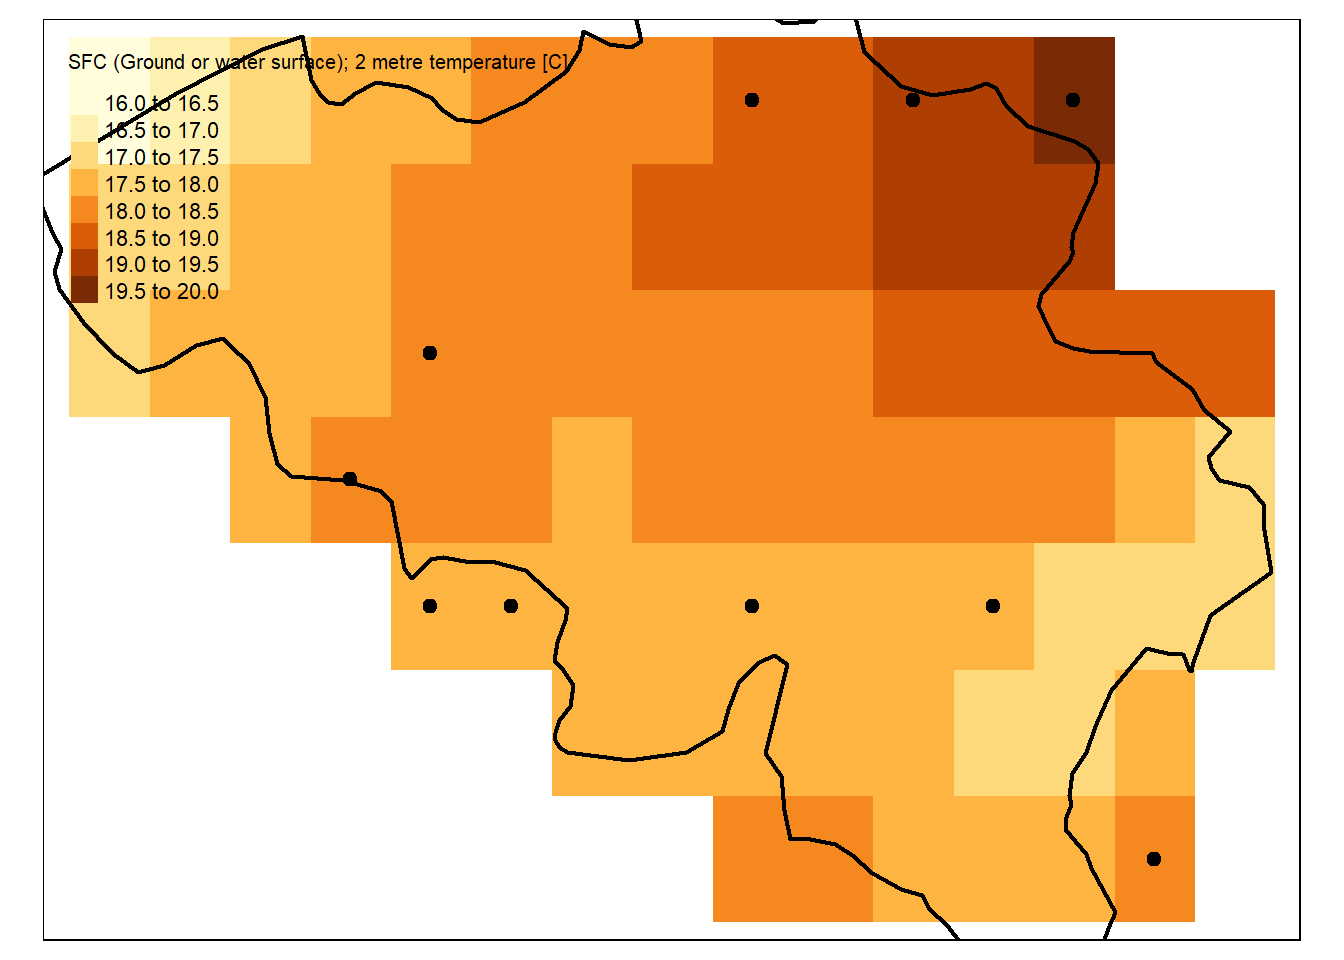 SFC (Ground or water surface); 2 metre temperature [C]
16.0 to 16.5
16.5 to 17.0
17.0 to 17.5
17.5 to 18.0
18.0 to 18.5
18.5 to 19.0
19.0 to 19.5
19.5 to 20.0